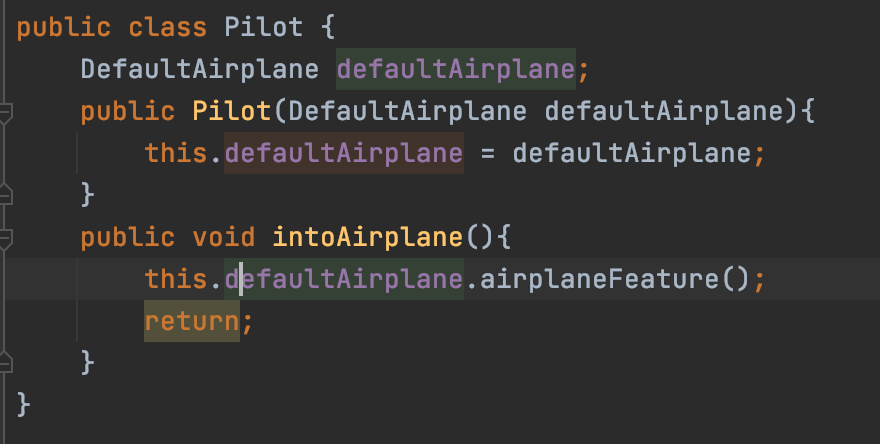 public class Pilot {
    DefaultAirplane defaultAirplane;
    public Pilot(DefaultAirplane defaultAirplane){
        this.defaultAirplane = defaultAirplane;
    }
    public void intoAirplane(){
        this.defaultAirplane.airplaneFeature();
        return;
    }
}